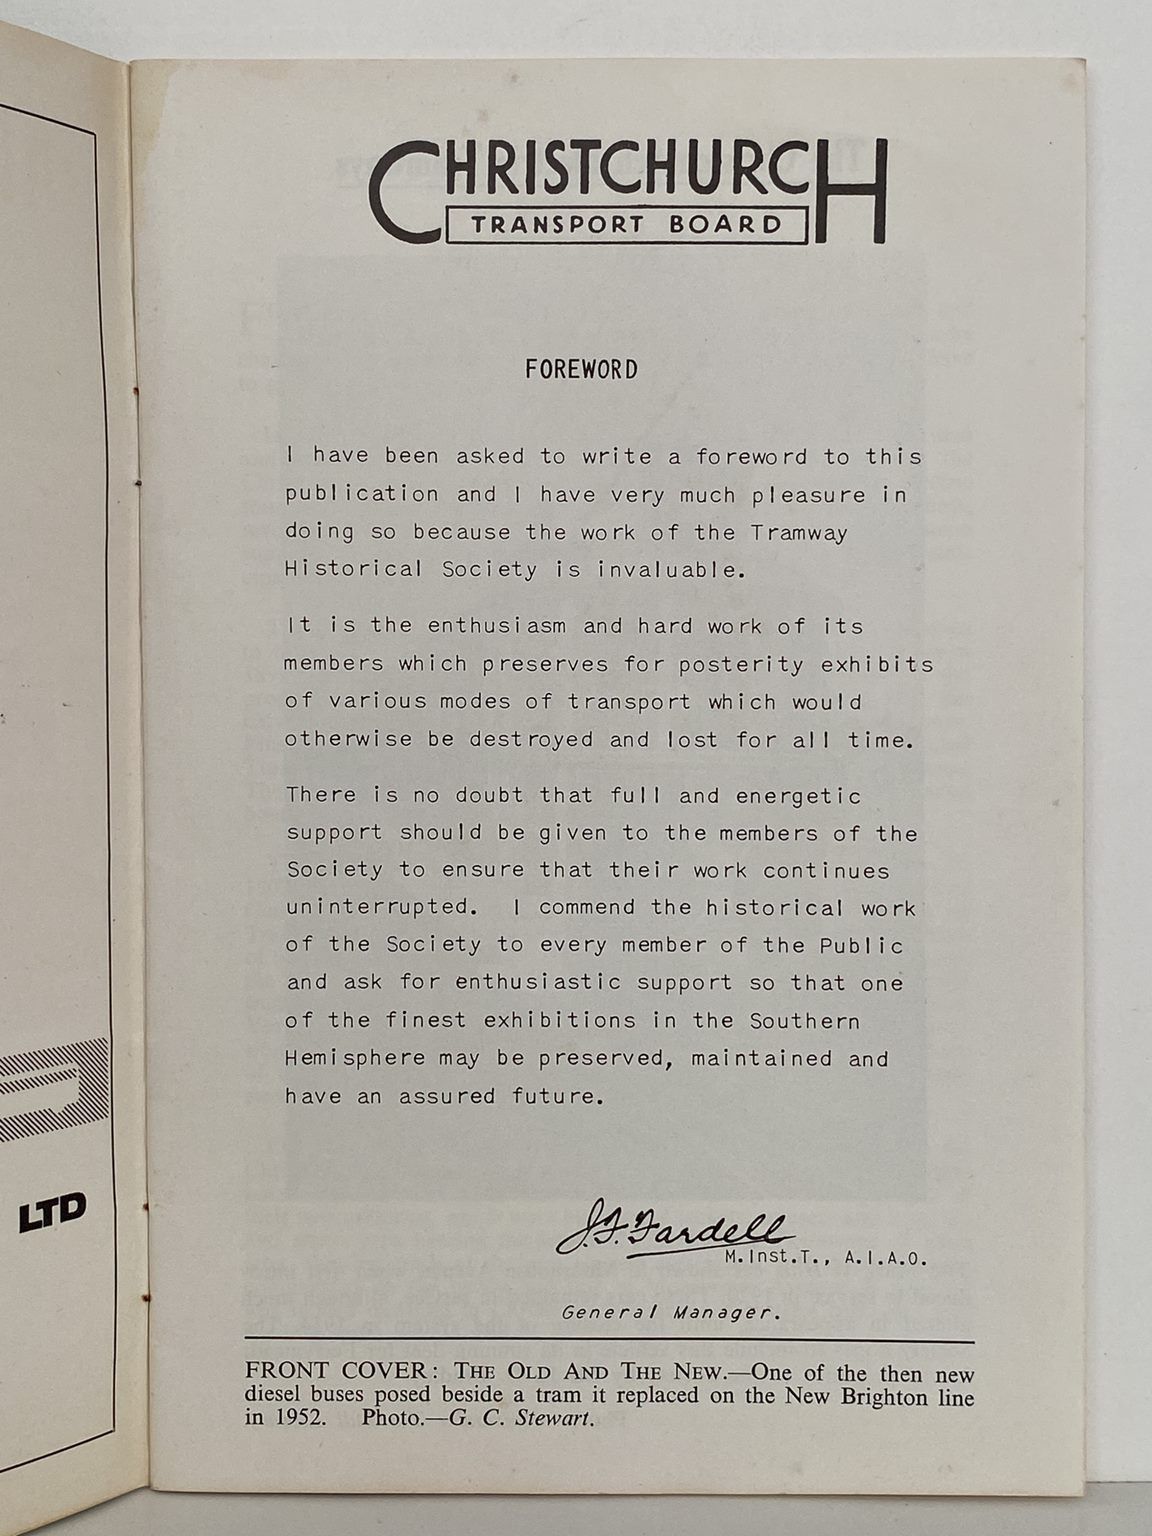 CHRISTCHURCH
TRANSPORT BOARD
FOREWORD
I have been asked to write a foreword to this
publication and I have very much pleasure in
doing so because the work of the Tramway
Historical Society is invaluable.
It is the enthusiasm and hard work of its
members which preserves for posterity exhibits
of various modes of transport which would
otherwise be destroyed and lost for all time.
There is no doubt that full and energetic
support should be given to the members of the
Society to ensure that their work continues
uninterrupted. I commend the historical work
of the Society to every member of the Public
and ask for enthusiastic support so that one
of the finest exhibitions in the Southern
Hemisphere may be preserved, maintained and
have an assured future.
J.F. Fardell
M.Inst.T., A.I.A.O.
General Manager.
FRONT COVER: THE OLD AND THE NEW.—One of the then new
diesel buses posed beside a tram it replaced on the New Brighton line
in 1952. Photo.—G. C. Stewart.
LTD